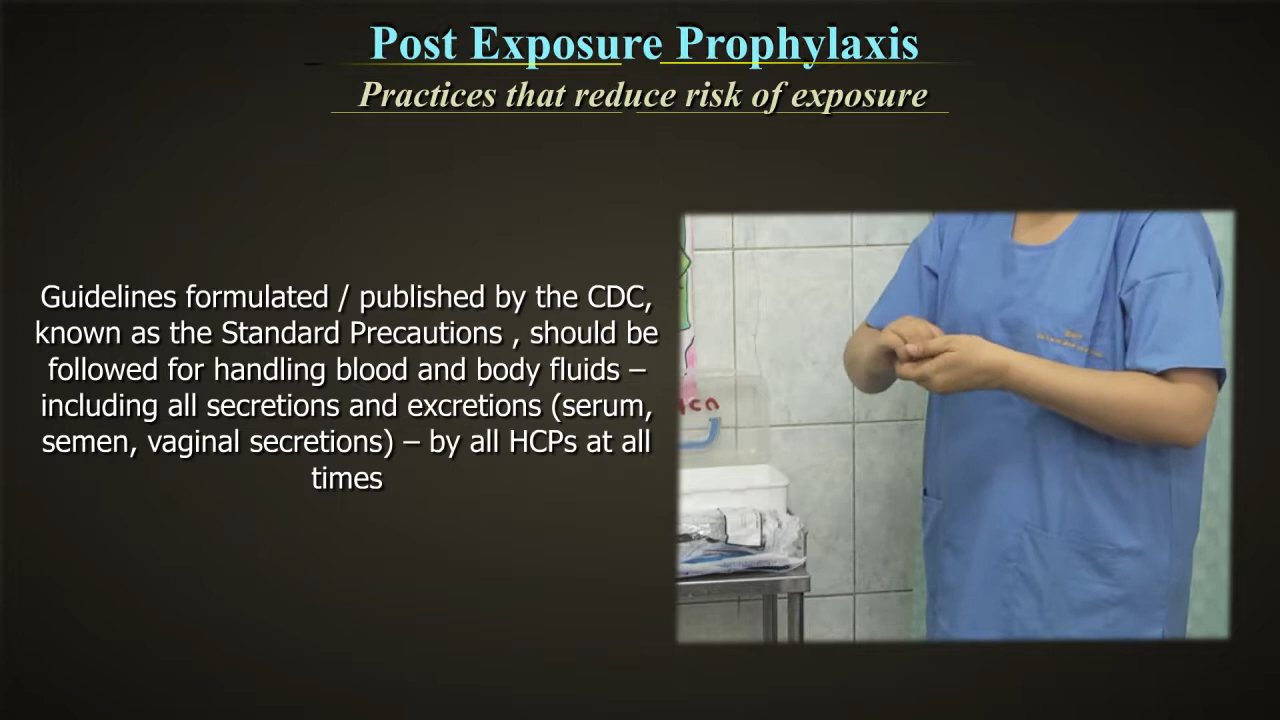 Post Exposure Prophylaxis
Practices that reduce risk of exposure
Guidelines formulated / published by the CDC,
known as the Standard Precautions , should be
followed for handling blood and body fluids –
including all secretions and excretions (serum,
semen, vaginal secretions) – by all HCPs at all
times